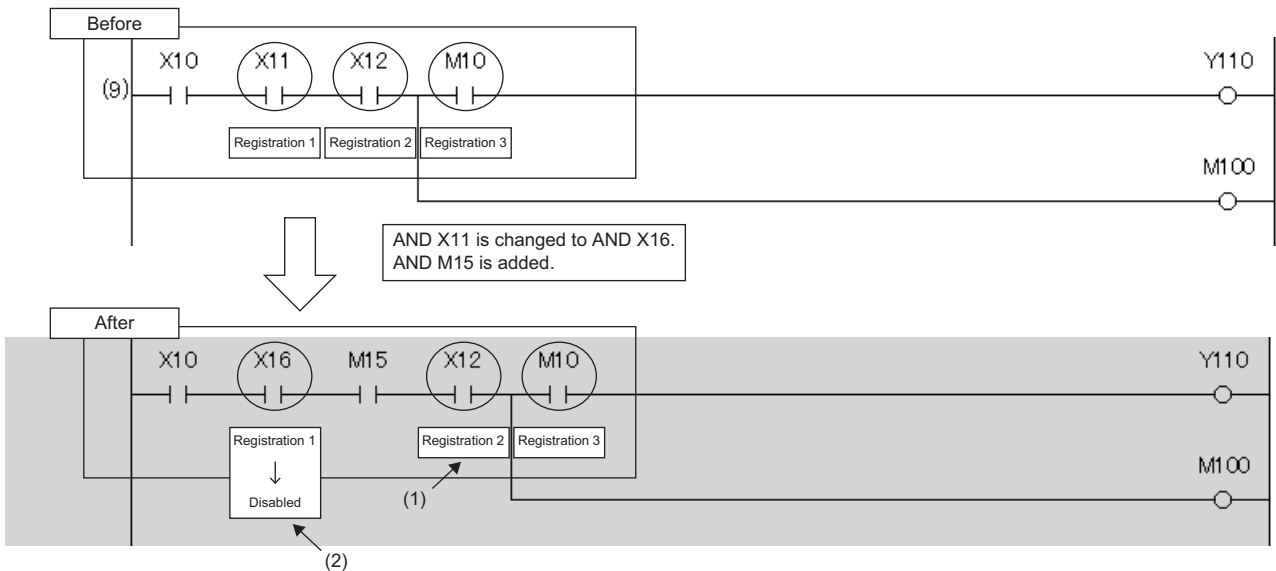 Before
X10 X11 X12 M10 Y110
(9)
Registration 1 Registration 2 Registration 3
M100
AND X11 is changed to AND X16.
AND M15 is added.
After
X10 X16 M15 X12 M10 Y110
Registration 1 Registration 2 Registration 3
↓
Disabled
M100
(1)
(2)